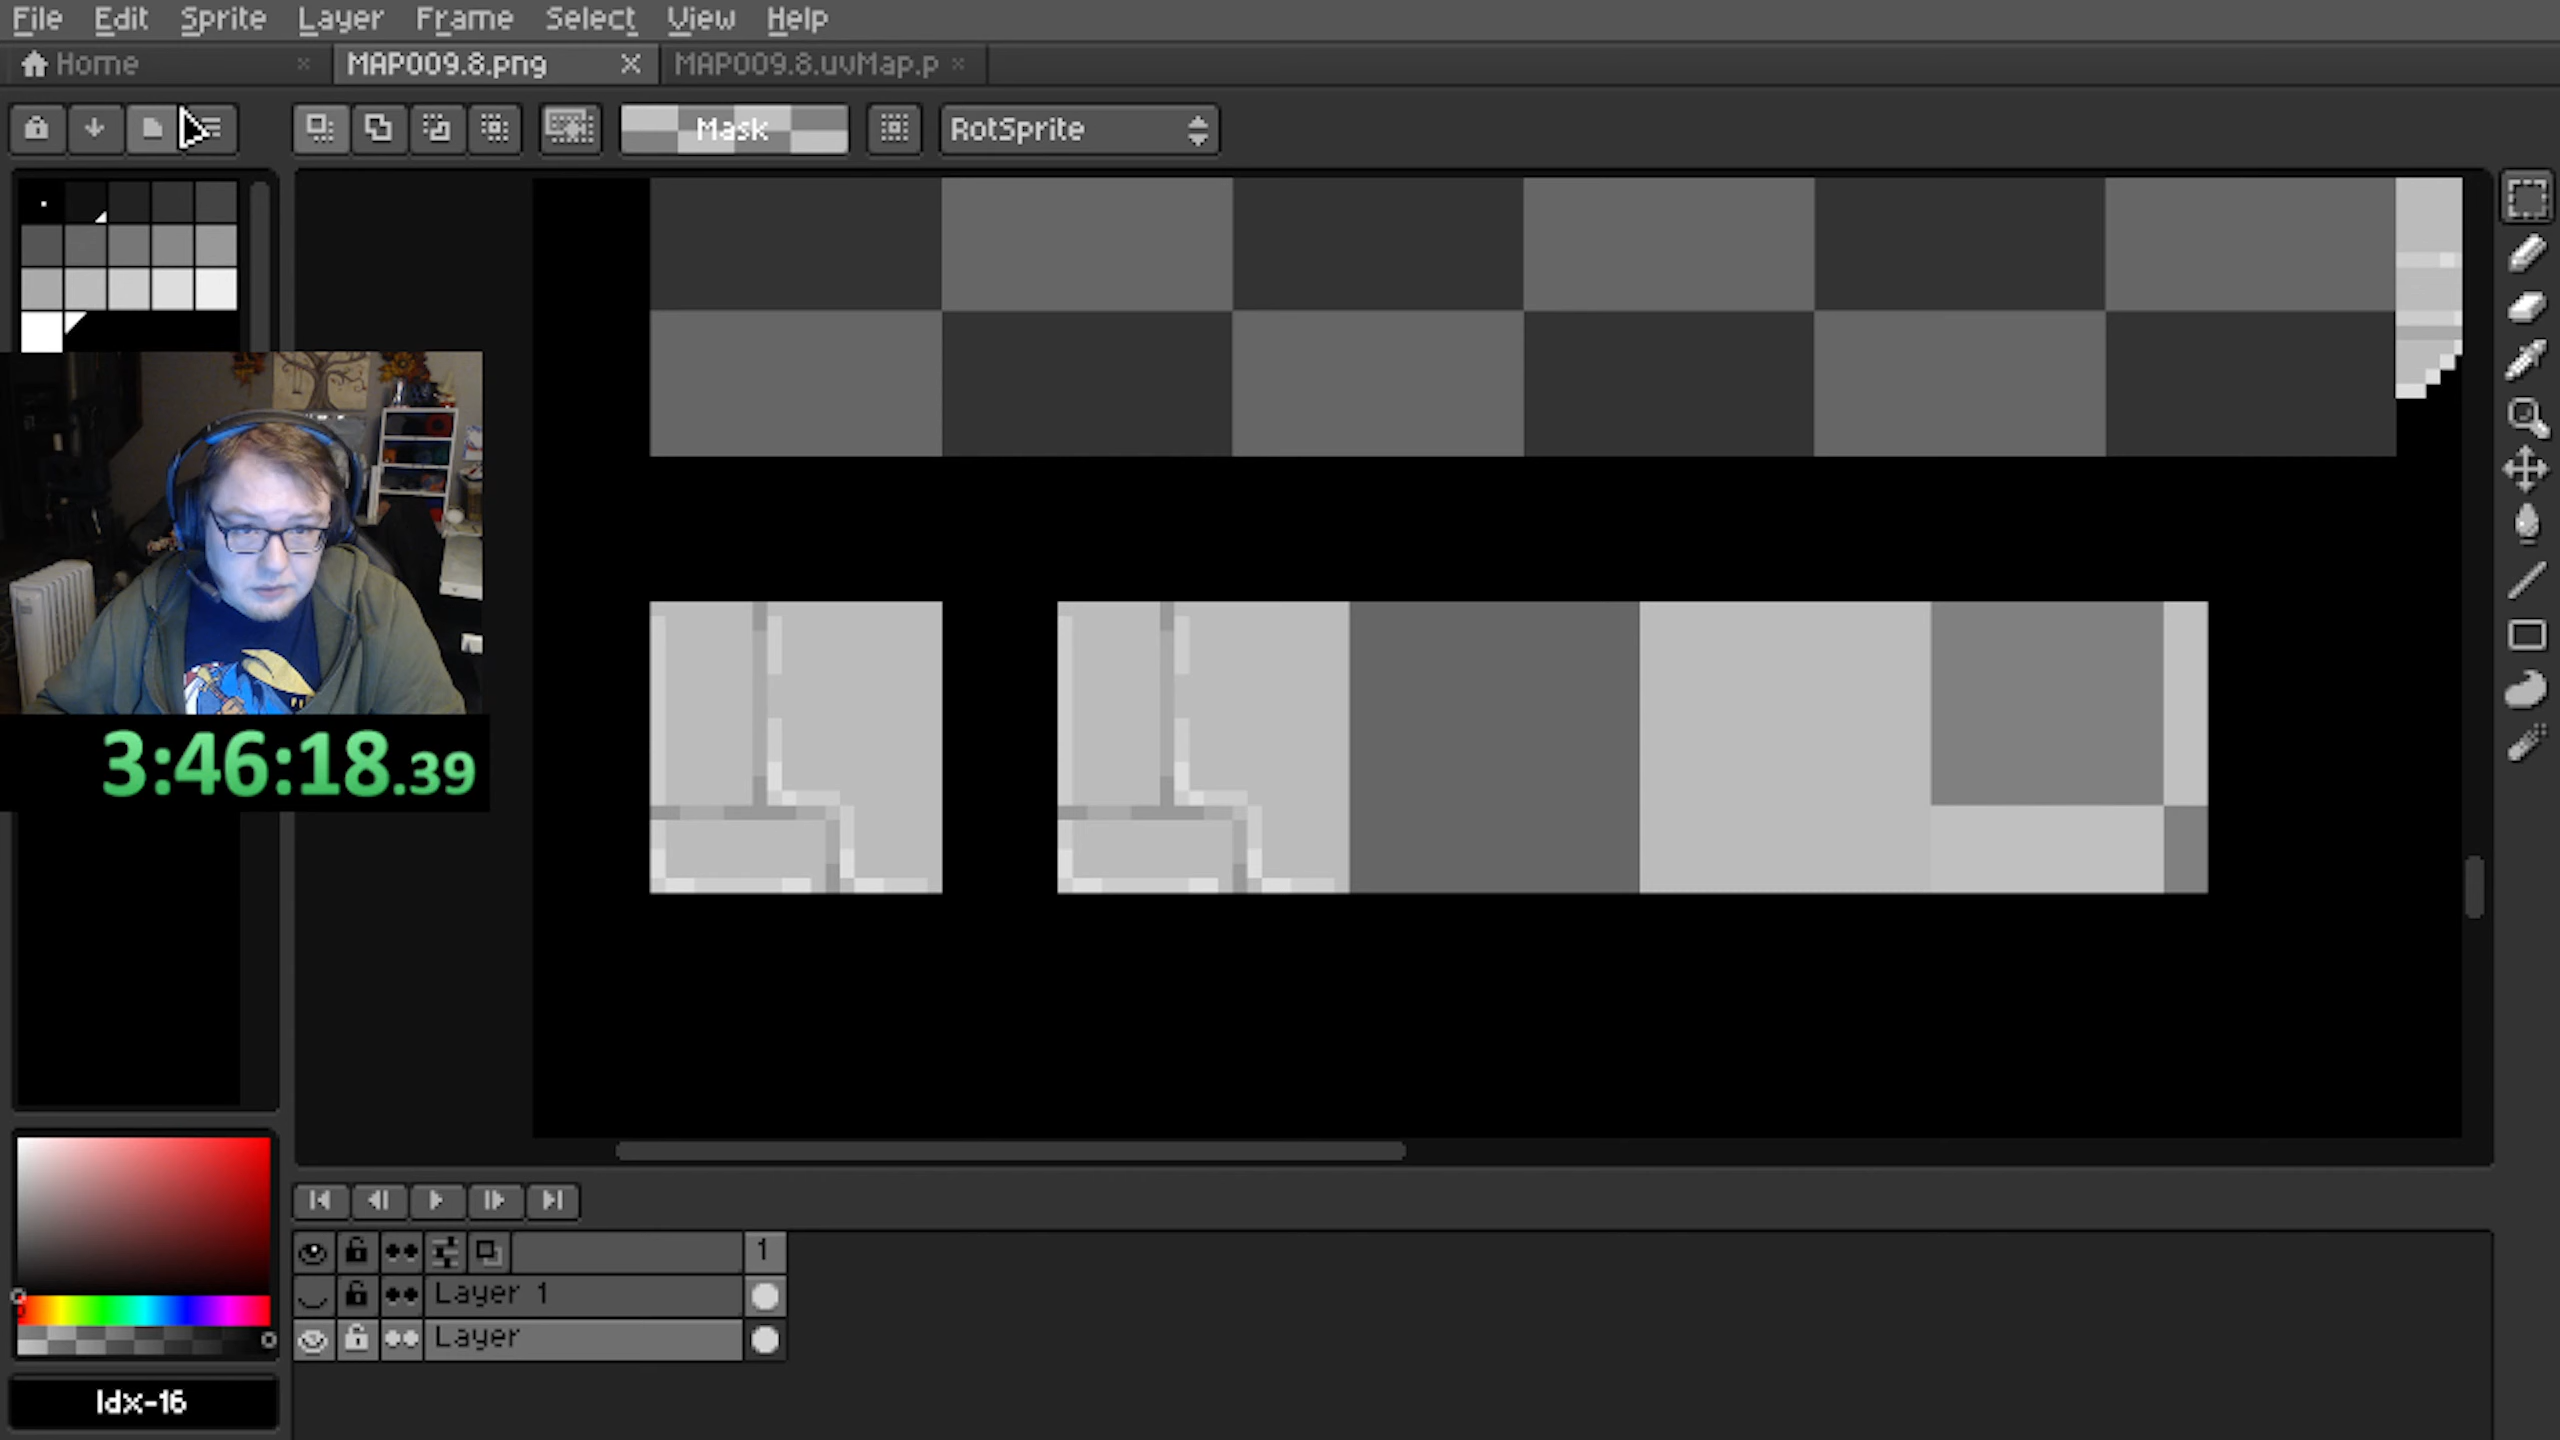 File Edit Sprite Layer Frame Select View Help
Home MAP009.8.png MAP009.8.uvMap.p
Mask RotSprite
3:46:18.39
1
Layer 1
Layer
Idx-16